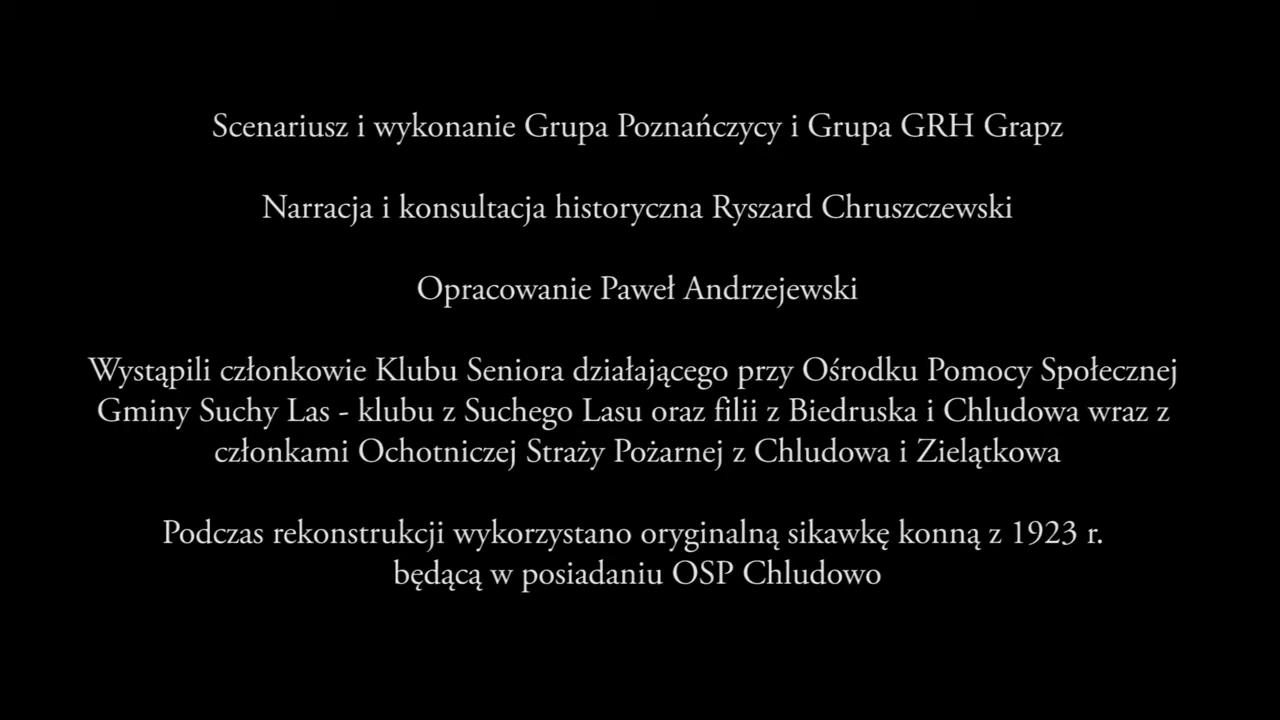 Scenariusz i wykonanie Grupa Poznańczycy i Grupa GRH Grapz
Narracja i konsultacja historyczna Ryszard Chruszczewski
Opracowanie Paweł Andrzejewski
Wystąpili członkowie Klubu Seniora działającego przy Ośrodku Pomocy Społecznej
Gminy Suchy Las - klubu z Suchego Lasu oraz filii z Biedruska i Chludowa wraz z
członkami Ochotniczej Straży Pożarnej z Chludowa i Zielątkowa
Podczas rekonstrukcji wykorzystano oryginalną sikawkę konną z 1923 r.
będącą w posiadaniu OSP Chludowo